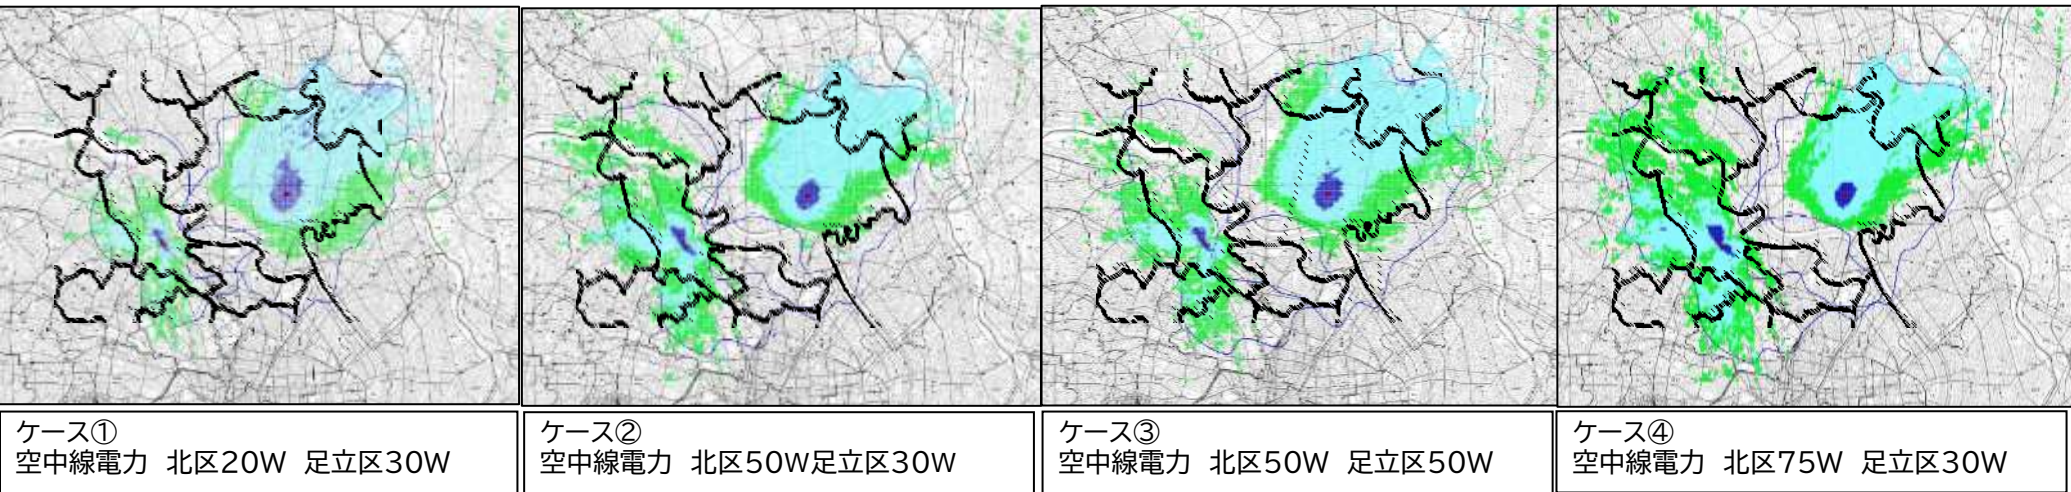 ケース①
空中線電力 北区20W 足立区30W
ケース②
空中線電力 北区50W足立区30W
ケース③
空中線電力 北区50W 足立区50W
ケース④
空中線電力 北区75W 足立区30W